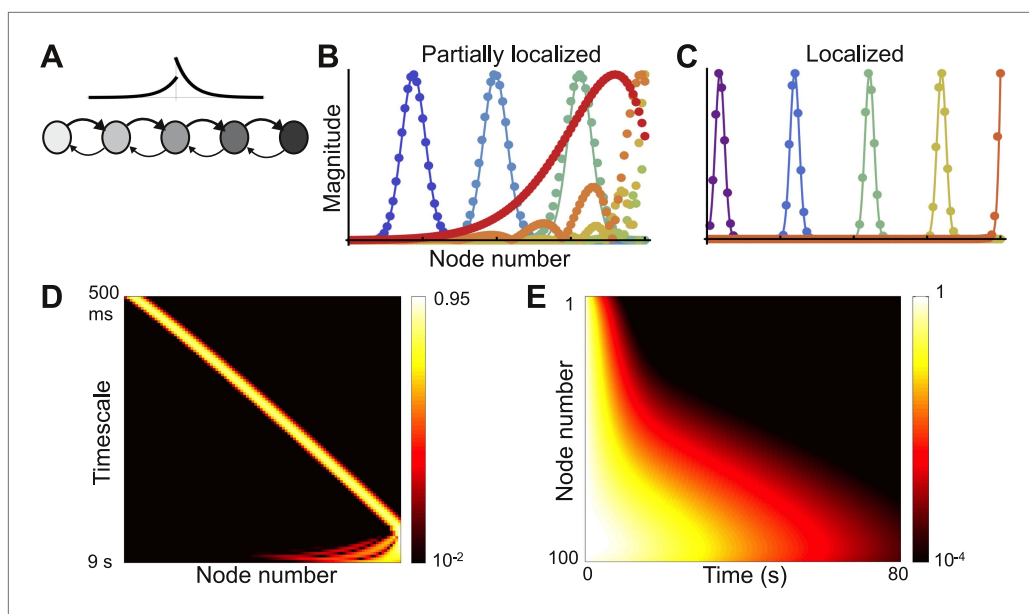 A
B
Partially localized
C
Localized
Magnitude
Node number
D
500
ms
0.95
Timescale
9 s
10-2
Node number
E
1
1
Node number
100
10-4
0
Time (s)
80